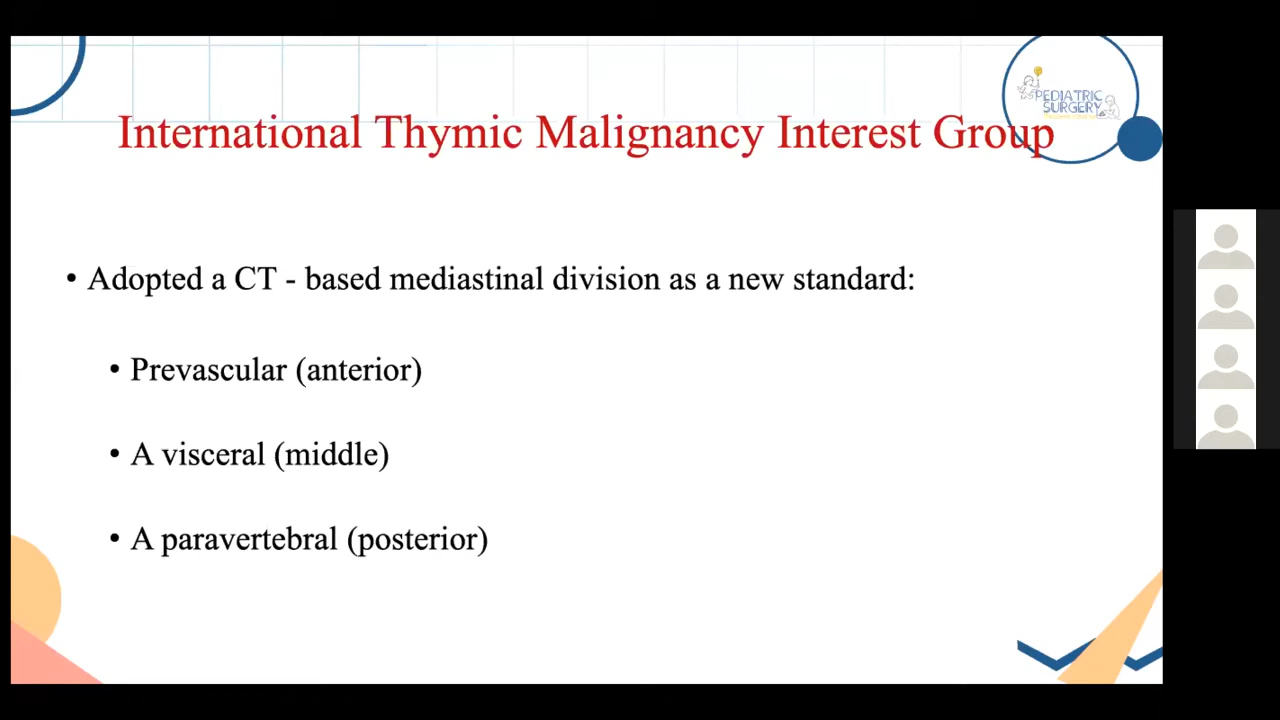 PEDIATRIC
SURGERY
International Thymic Malignancy Interest Group
• Adopted a CT - based mediastinal division as a new standard:
• Prevascular (anterior)
• A visceral (middle)
• A paravertebral (posterior)